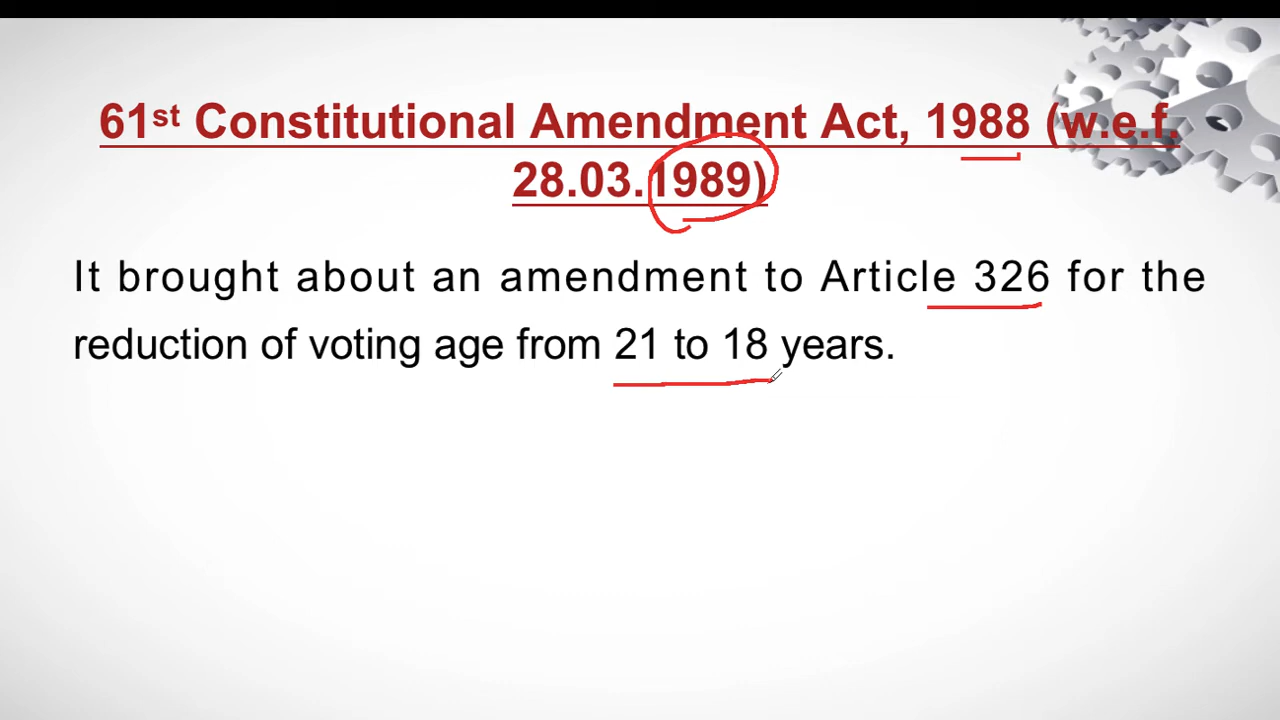 61st Constitutional Amendment Act, 1988 (w.e.f.
28.03.1989)
It brought about an amendment to Article 326 for the
reduction of voting age from 21 to 18 years.